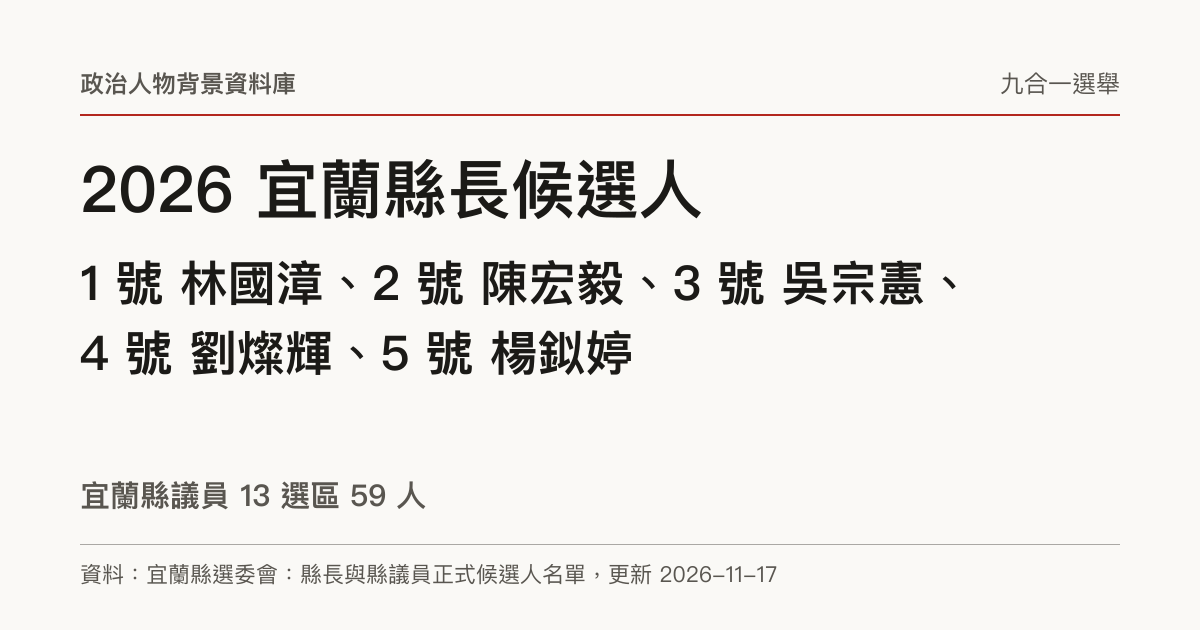 政治人物背景資料庫
九合一選舉
2026 宜蘭縣長候選人
1 號 林國漳、2 號 陳宏毅、3 號 吳宗憲、
4 號 劉燦輝、5 號 楊鈊婷
宜蘭縣議員 13 選區 59 人
資料：宜蘭縣選委會：縣長與縣議員正式候選人名單，更新 2026–11–17